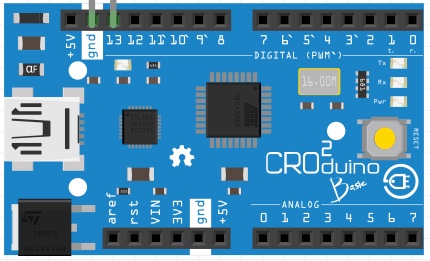 +5V gnd 13 12 11` 10` 9` 8 7 6` 5` 4 3` 2 1 0
t. r.
DIGITAL (PWM`)
αF
16.00M
Tx
Rx
Pwr
RESET
CROduino2
Basic
aref rst VIN 3V3 gnd +5V
ANALOG
0 1 2 3 4 5 6 7